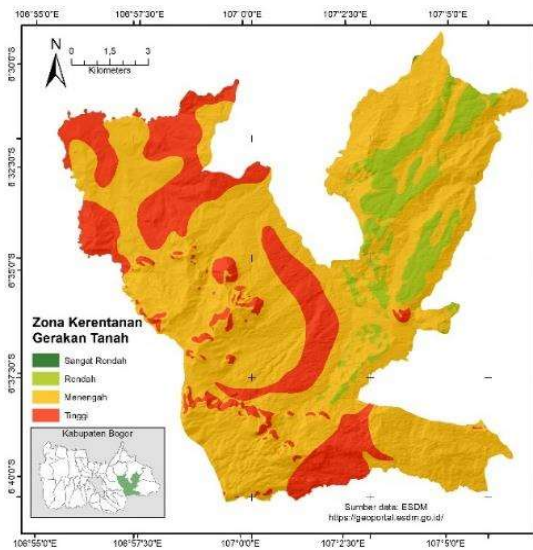 106°55'0"E 106°57'30"E 107°0'0"E 107°2'30"E 107°5'0"E
N
0 1,5 3
Kilometers
6°30'0"S
6°32'30"S
6°35'0"S
6°37'30"S
6°40'0"S
Zona Kerentanan
Gerakan Tanah
Sangat Rondah
Rondah
Menengah
Tinggi
Kabupaten Bogor
Sumbar data: ESDM
https://geoportal.esdm.go.id/
106°55'0"E 106°57'30"E 107°0'0"E 107°2'30"E 107°5'0"E